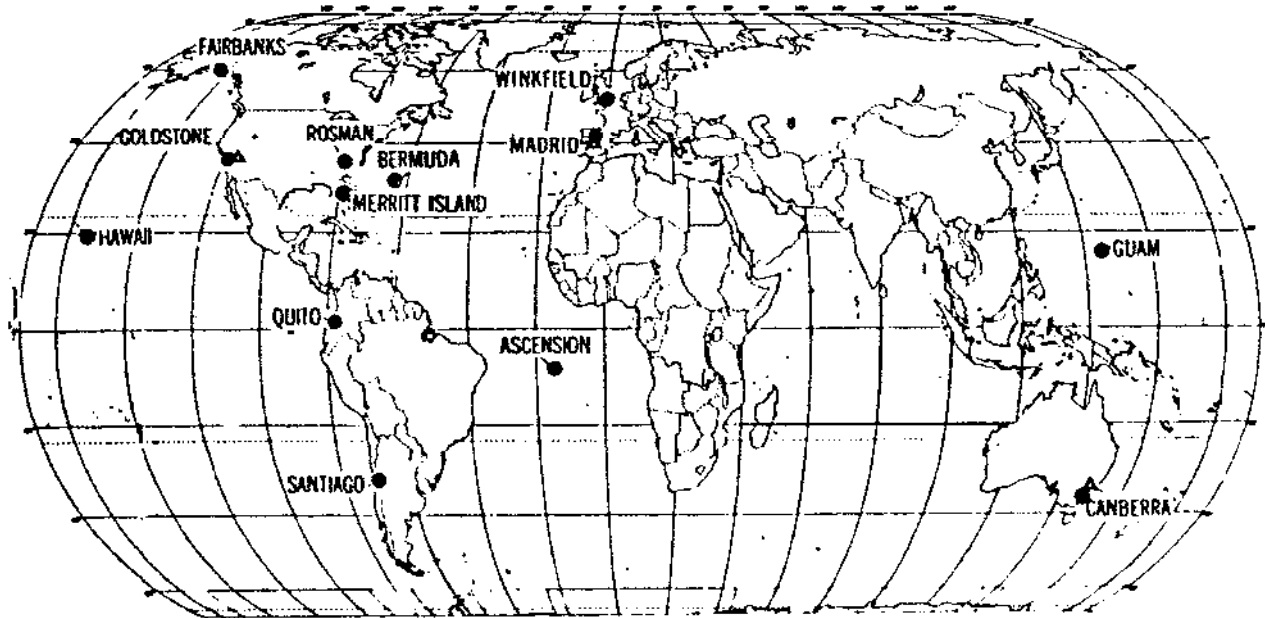 FAIRBANKS
WINKFIELD
GOLDSTONE
ROSMAN
MADRID
BERMUDA
MERRITT ISLAND
HAWAII
GUAM
QUITO
ASCENSION
SANTIAGO
CANBERRA